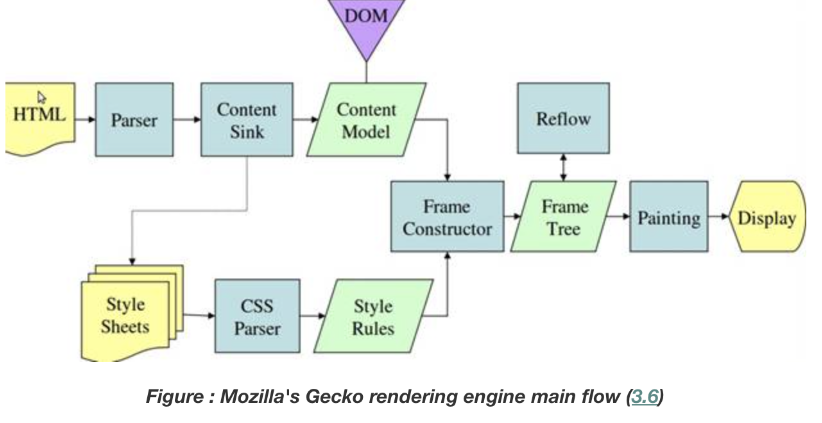 DOM
HTML
Parser
Content
Sink
Content
Model
Reflow
Frame
Constructor
Frame
Tree
Painting
Display
Style
Sheets
CSS
Parser
Style
Rules
Figure : Mozilla's Gecko rendering engine main flow (3.6)